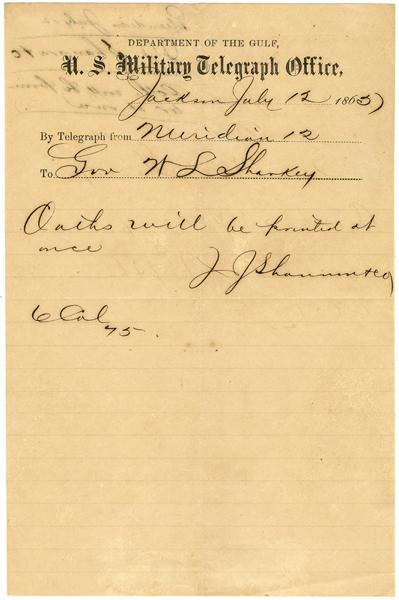 DEPARTMENT OF THE GULF,
U. S. Military Telegraph Office,
Jackson July 12 1865
By Telegraph from Meridian 12
To Gov W L Sharkey
Oaths will be printed at
once
J J Shannon & Co
6 Col
75